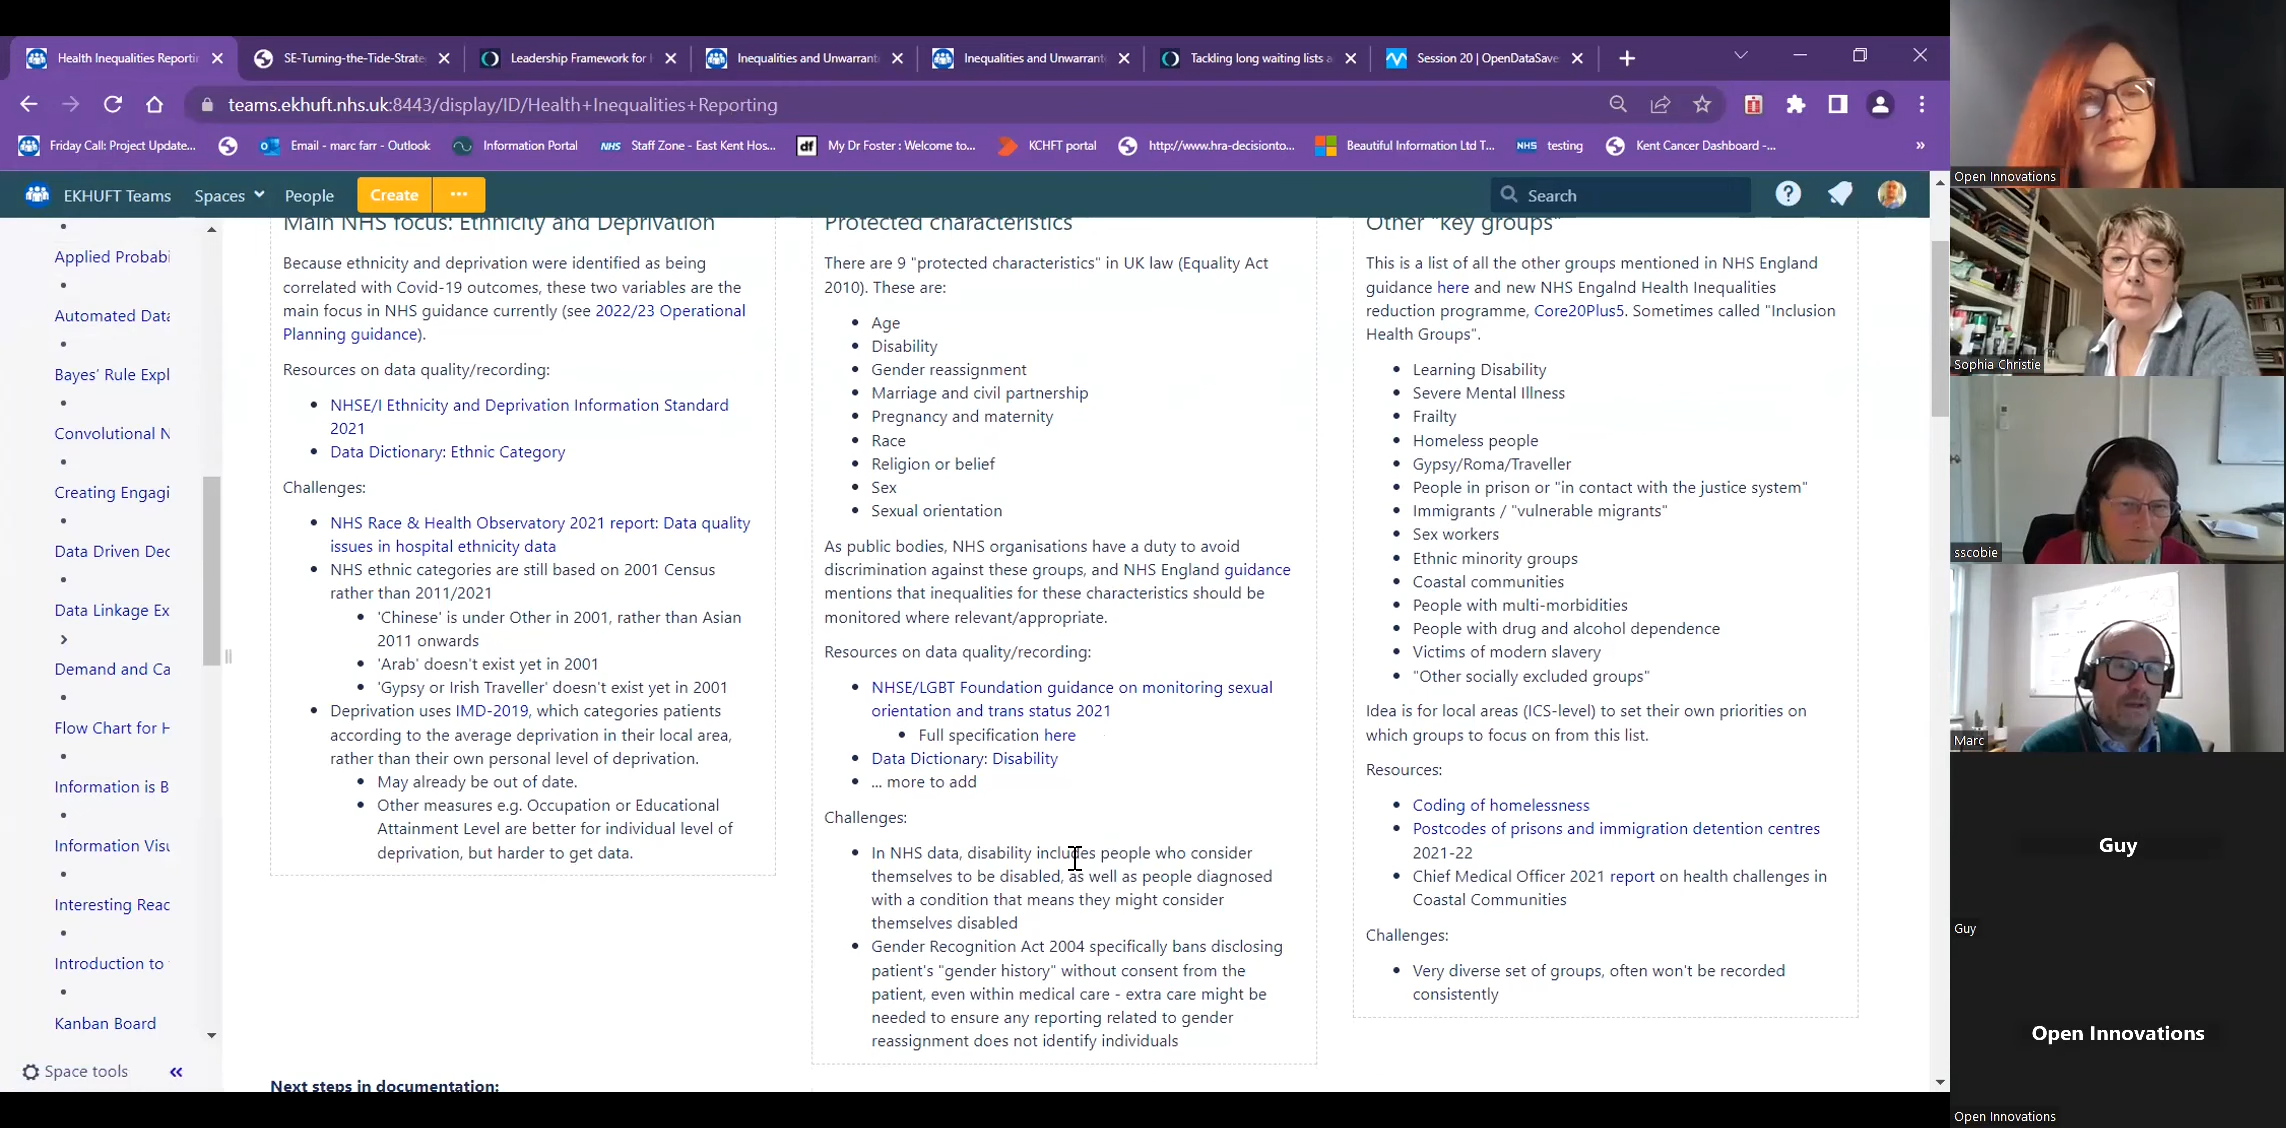 Health Inequalities Reportin
SE-Turning-the-Tide-Strate
Leadership Framework for
Inequalities and Unwarrant
Inequalities and Unwarrant
Tackling long waiting lists a
Session 20 | OpenDataSave
teams.ekhuft.nhs.uk:8443/display/ID/Health+Inequalities+Reporting
Friday Call: Project Update...
Email - marc farr - Outlook
Information Portal
NHS Staff Zone - East Kent Hos...
df My Dr Foster : Welcome to...
KCHFT portal
http://www.hra-decisionto...
Beautiful Information Ltd T...
NHS testing
Kent Cancer Dashboard -...
»
EKHUFT Teams
Spaces
People
Create
...
Search
Applied Probabi
Automated Data
Bayes' Rule Expl
Convolutional N
Creating Engagi
Data Driven Dec
Data Linkage Ex
Demand and Ca
Flow Chart for H
Information is B
Information Visu
Interesting Reac
Introduction to
Kanban Board
Space tools
«
Main NHS focus: Ethnicity and Deprivation
Because ethnicity and deprivation were identified as being
correlated with Covid-19 outcomes, these two variables are the
main focus in NHS guidance currently (see 2022/23 Operational
Planning guidance).
Resources on data quality/recording:
• NHSE/I Ethnicity and Deprivation Information Standard
2021
• Data Dictionary: Ethnic Category
Challenges:
• NHS Race & Health Observatory 2021 report: Data quality
issues in hospital ethnicity data
• NHS ethnic categories are still based on 2001 Census
rather than 2011/2021
• 'Chinese' is under Other in 2001, rather than Asian
2011 onwards
• 'Arab' doesn't exist yet in 2001
• 'Gypsy or Irish Traveller' doesn't exist yet in 2001
• Deprivation uses IMD-2019, which categories patients
according to the average deprivation in their local area,
rather than their own personal level of deprivation.
• May already be out of date.
• Other measures e.g. Occupation or Educational
Attainment Level are better for individual level of
deprivation, but harder to get data.
Next steps in documentation:
Protected characteristics
There are 9 "protected characteristics" in UK law (Equality Act
2010). These are:
• Age
• Disability
• Gender reassignment
• Marriage and civil partnership
• Pregnancy and maternity
• Race
• Religion or belief
• Sex
• Sexual orientation
As public bodies, NHS organisations have a duty to avoid
discrimination against these groups, and NHS England guidance
mentions that inequalities for these characteristics should be
monitored where relevant/appropriate.
Resources on data quality/recording:
• NHSE/LGBT Foundation guidance on monitoring sexual
orientation and trans status 2021
• Full specification here
• Data Dictionary: Disability
• ... more to add
Challenges:
• In NHS data, disability includes people who consider
themselves to be disabled, as well as people diagnosed
with a condition that means they might consider
themselves disabled
• Gender Recognition Act 2004 specifically bans disclosing
patient's "gender history" without consent from the
patient, even within medical care - extra care might be
needed to ensure any reporting related to gender
reassignment does not identify individuals
Other "key groups"
This is a list of all the other groups mentioned in NHS England
guidance here and new NHS Engalnd Health Inequalities
reduction programme, Core20Plus5. Sometimes called "Inclusion
Health Groups".
• Learning Disability
• Severe Mental Illness
• Frailty
• Homeless people
• Gypsy/Roma/Traveller
• People in prison or "in contact with the justice system"
• Immigrants / "vulnerable migrants"
• Sex workers
• Ethnic minority groups
• Coastal communities
• People with multi-morbidities
• People with drug and alcohol dependence
• Victims of modern slavery
• "Other socially excluded groups"
Idea is for local areas (ICS-level) to set their own priorities on
which groups to focus on from this list.
Resources:
• Coding of homelessness
• Postcodes of prisons and immigration detention centres
2021-22
• Chief Medical Officer 2021 report on health challenges in
Coastal Communities
Challenges:
• Very diverse set of groups, often won't be recorded
consistently
Open Innovations
Sophia Christie
sscobie
Marc
Guy
Guy
Open Innovations
Open Innovations